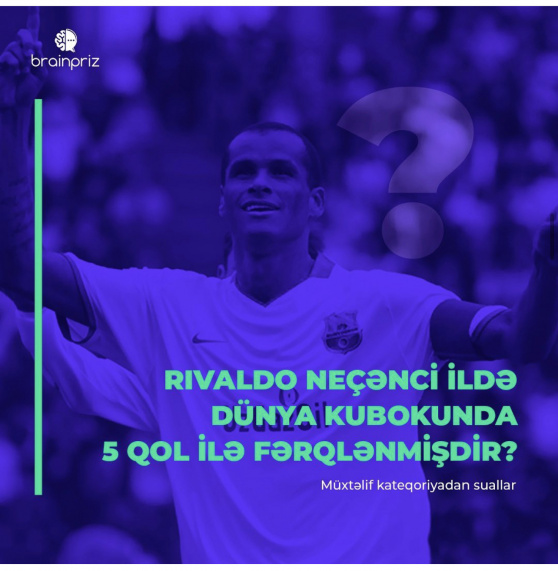 brainpriz
RIVALDO NEÇƏNCİ İLDƏ
DÜNYA KUBOKUNDA
5 QOL İLƏ FƏRQLƏNMİŞDİR?
Müxtəlif kateqoriyadan suallar